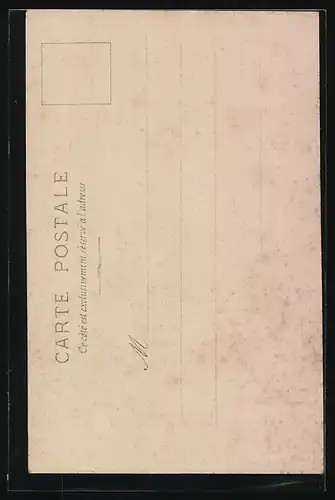 CARTE POSTALE
Ce côté est exclusivement réservé à l'adresse
M